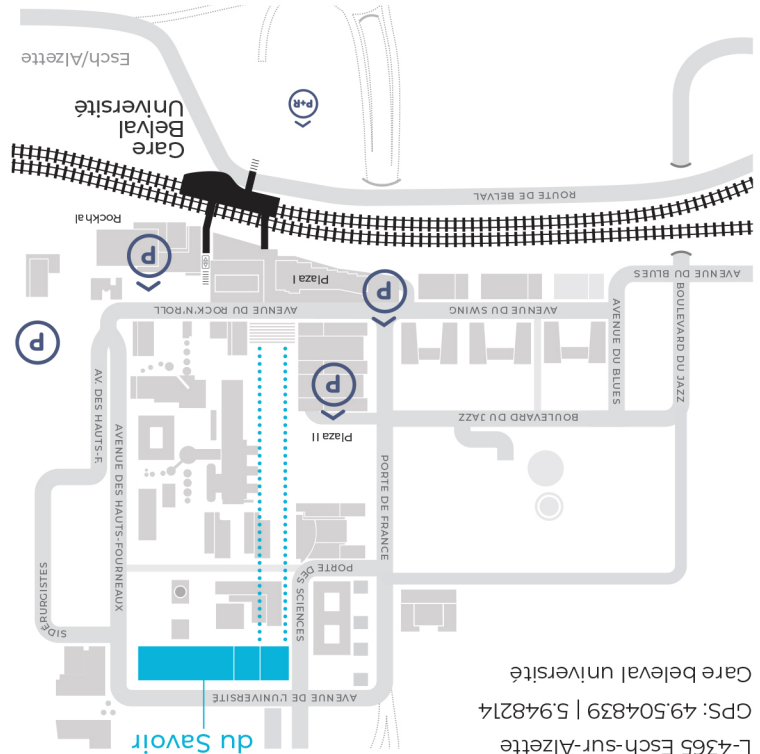 L-4365 Esch-sur-Alzette
GPS: 49.504839 | 5.948214
Gare beleval université
du Savoir
AVENUE DE L'UNIVERSITÉ
SIDÉRURGISTES
PORTE DES SCIENCES
AVENUE DES HAUTS-FOURNEAUX
PORTE DE FRANCE
Plaza II
BOULEVARD DU JAZZ
AV. DES HAUTS-F.
P
P
AVENUE DU BLUES
BOULEVARD DU JAZZ
AVENUE DU SWING
AVENUE DU ROCK'N'ROLL
AVENUE DU BLUES
P
Plaza I
P
Rockhal
ROUTE DE BELVAL
Gare
Belval
Université
P+R
Esch/Alzette